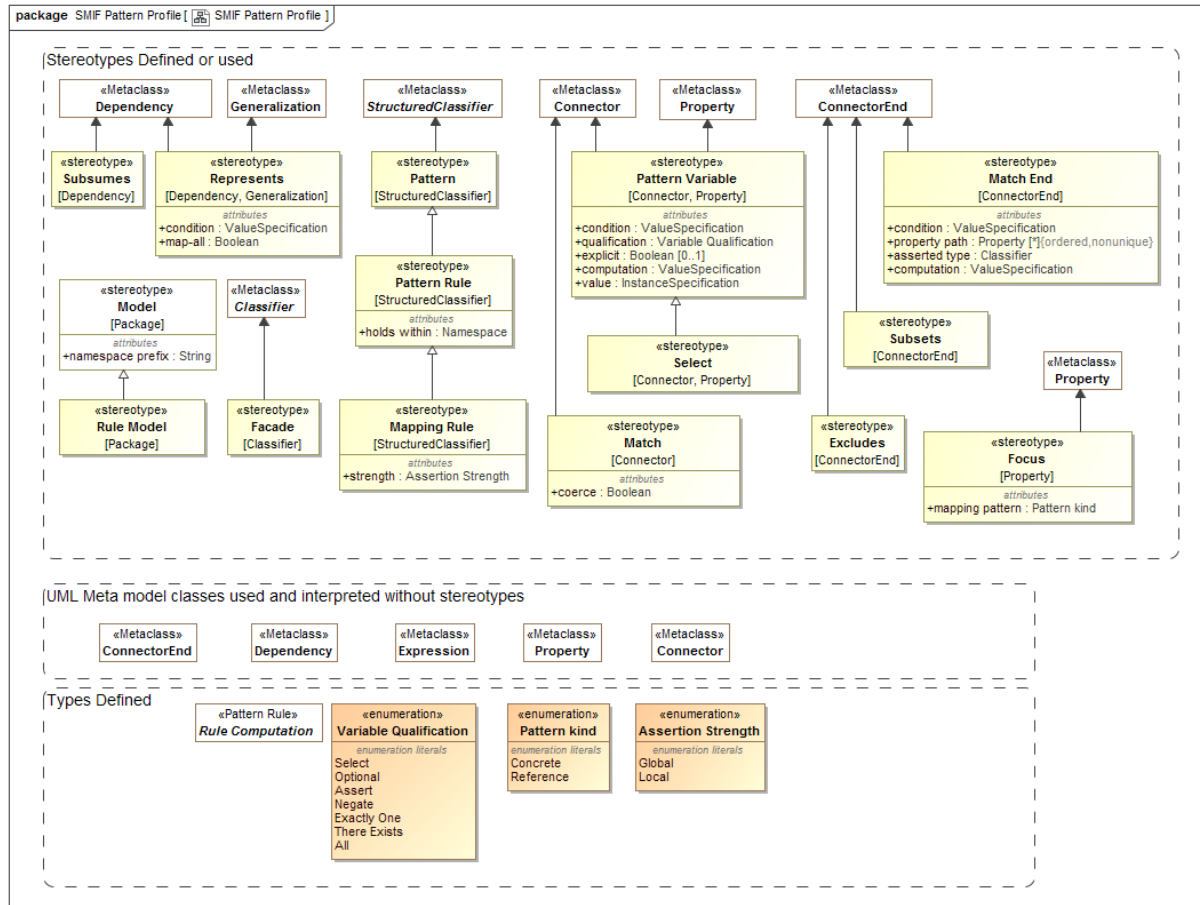 package SMIF Pattern Profile [ SMIF Pattern Profile ]
Stereotypes Defined or used
«Metaclass»
Dependency
«Metaclass»
Generalization
«Metaclass»
StructuredClassifier
«Metaclass»
Connector
«Metaclass»
Property
«Metaclass»
ConnectorEnd
«stereotype»
Subsumes
[Dependency]
«stereotype»
Represents
[Dependency, Generalization]
attributes
+condition : ValueSpecification
+map-all : Boolean
«stereotype»
Pattern
[StructuredClassifier]
«stereotype»
Pattern Variable
[Connector, Property]
attributes
+condition : ValueSpecification
+qualification : Variable Qualification
+explicit : Boolean [0..1]
+computation : ValueSpecification
+value : InstanceSpecification
«stereotype»
Match End
[ConnectorEnd]
attributes
+condition : ValueSpecification
+property path : Property [*]{ordered,nonunique}
+asserted type : Classifier
+computation : ValueSpecification
«stereotype»
Model
[Package]
attributes
+namespace prefix : String
«Metaclass»
Classifier
«stereotype»
Pattern Rule
[StructuredClassifier]
attributes
+holds within : Namespace
«stereotype»
Select
[Connector, Property]
«stereotype»
Subsets
[ConnectorEnd]
«Metaclass»
Property
«stereotype»
Rule Model
[Package]
«stereotype»
Facade
[Classifier]
«stereotype»
Mapping Rule
[StructuredClassifier]
attributes
+strength : Assertion Strength
«stereotype»
Match
[Connector]
attributes
+coerce : Boolean
«stereotype»
Excludes
[ConnectorEnd]
«stereotype»
Focus
[Property]
attributes
+mapping pattern : Pattern kind
UML Meta model classes used and interpreted without stereotypes
«Metaclass»
ConnectorEnd
«Metaclass»
Dependency
«Metaclass»
Expression
«Metaclass»
Property
«Metaclass»
Connector
Types Defined
«Pattern Rule»
Rule Computation
«enumeration»
Variable Qualification
enumeration literals
Select
Optional
Assert
Negate
Exactly One
There Exists
All
«enumeration»
Pattern kind
enumeration literals
Concrete
Reference
«enumeration»
Assertion Strength
enumeration literals
Global
Local